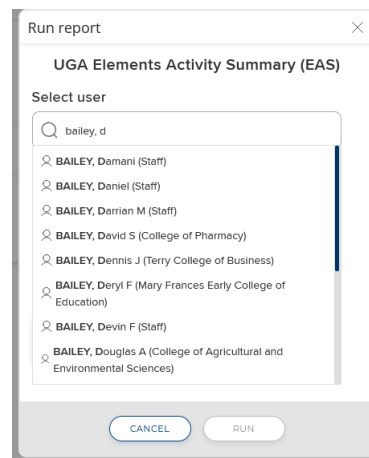 Run report
UGA Elements Activity Summary (EAS)
Select user
bailey, d
BAILEY, Damani (Staff)
BAILEY, Daniel (Staff)
BAILEY, Darrian M (Staff)
BAILEY, David S (College of Pharmacy)
BAILEY, Dennis J (Terry College of Business)
BAILEY, Deryl F (Mary Frances Early College of
Education)
BAILEY, Devin F (Staff)
BAILEY, Douglas A (College of Agricultural and
Environmental Sciences)
CANCEL RUN